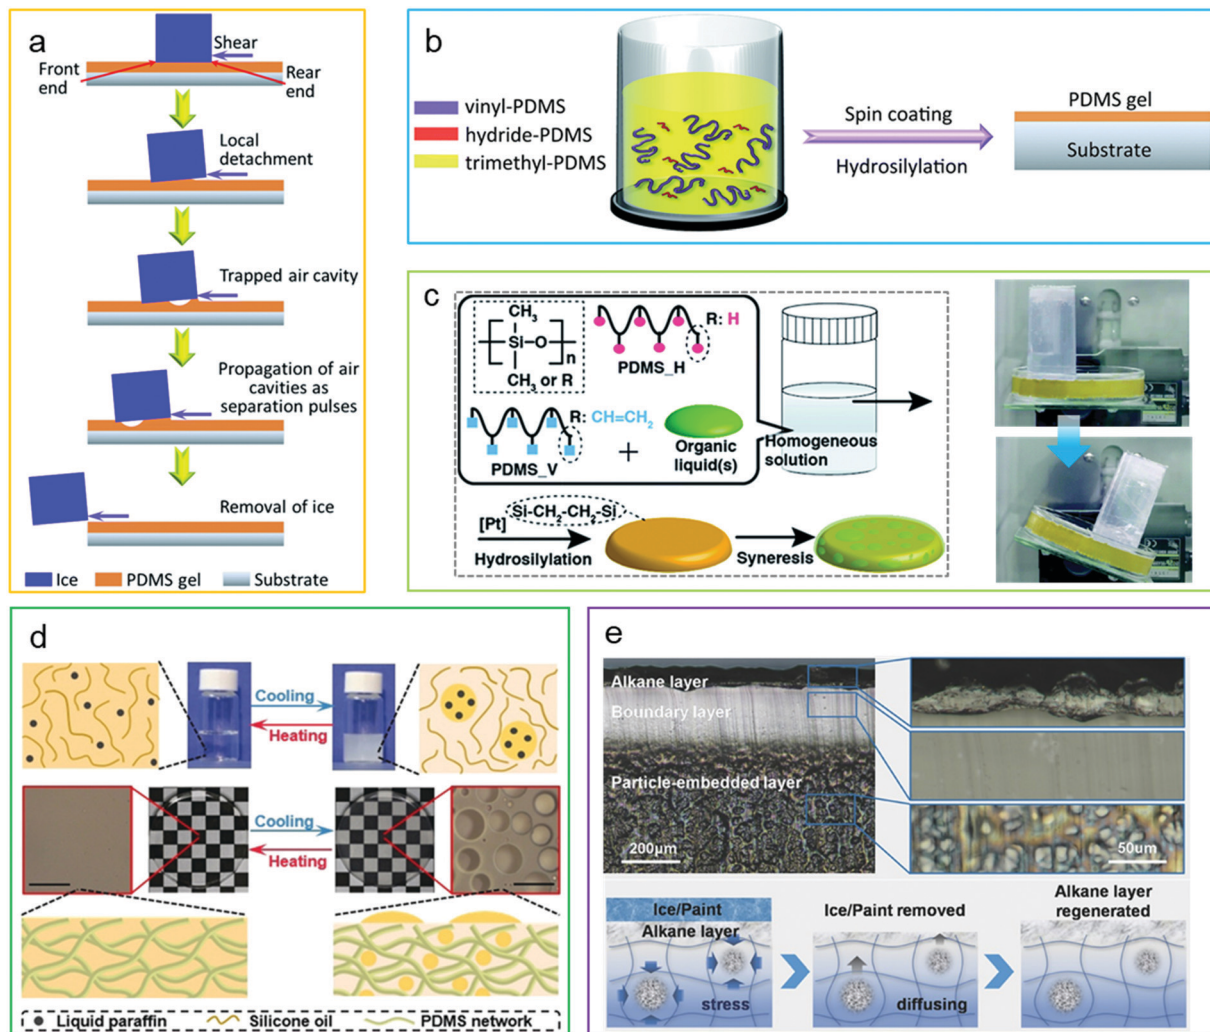 a
Shear
Front
end
Rear
end
Local
detachment
Trapped air cavity
Propagation of air
cavities as
separation pulses
Removal of ice
Ice
PDMS gel
Substrate
b
vinyl-PDMS
hydride-PDMS
trimethyl-PDMS
Spin coating
Hydrosilylation
PDMS gel
Substrate
c
CH3
Si—O
n
CH3 or R
R: H
PDMS_H
R: CH=CH2
PDMS_V
+
Organic
liquid(s)
Homogeneous
solution
Si-CH2-CH2-Si
[Pt]
Hydrosilylation
Syneresis
d
Cooling
Heating
Cooling
Heating
Liquid paraffin
Silicone oil
PDMS network
e
Alkane layer
Boundary layer
Particle-embedded layer
200μm
50um
Ice/Paint
Alkane layer
stress
Ice/Paint removed
diffusing
Alkane layer
regenerated